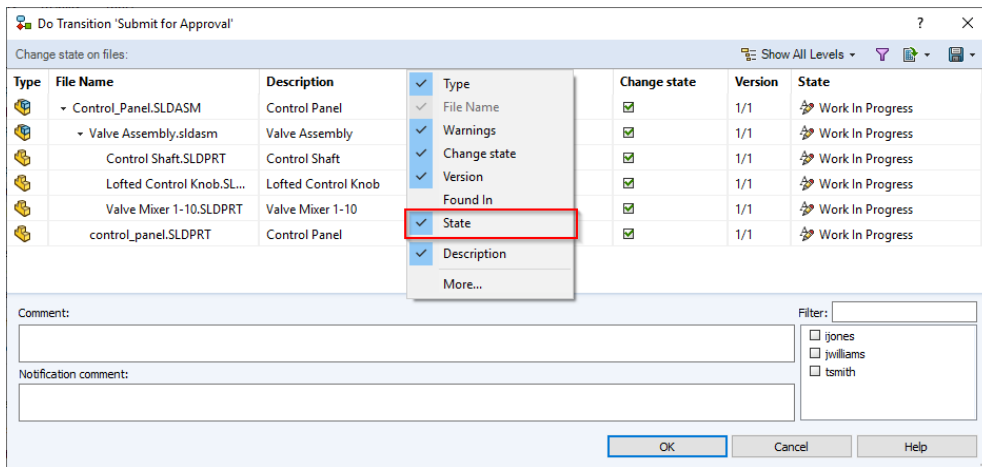 Do Transition 'Submit for Approval' ?
Change state on files: Show All Levels
Type File Name Description Change state Version State
Control_Panel.SLDASM Control Panel 1/1 Work In Progress
Valve Assembly.sldasm Valve Assembly 1/1 Work In Progress
Control Shaft.SLDPRT Control Shaft 1/1 Work In Progress
Lofted Control Knob.SL... Lofted Control Knob 1/1 Work In Progress
Valve Mixer 1-10.SLDPRT Valve Mixer 1-10 1/1 Work In Progress
control_panel.SLDPRT Control Panel 1/1 Work In Progress
Type
File Name
Warnings
Change state
Version
Found In
State
Description
More...
Comment: Filter:
ijones
jwilliams
tsmith
Notification comment:
OK Cancel Help